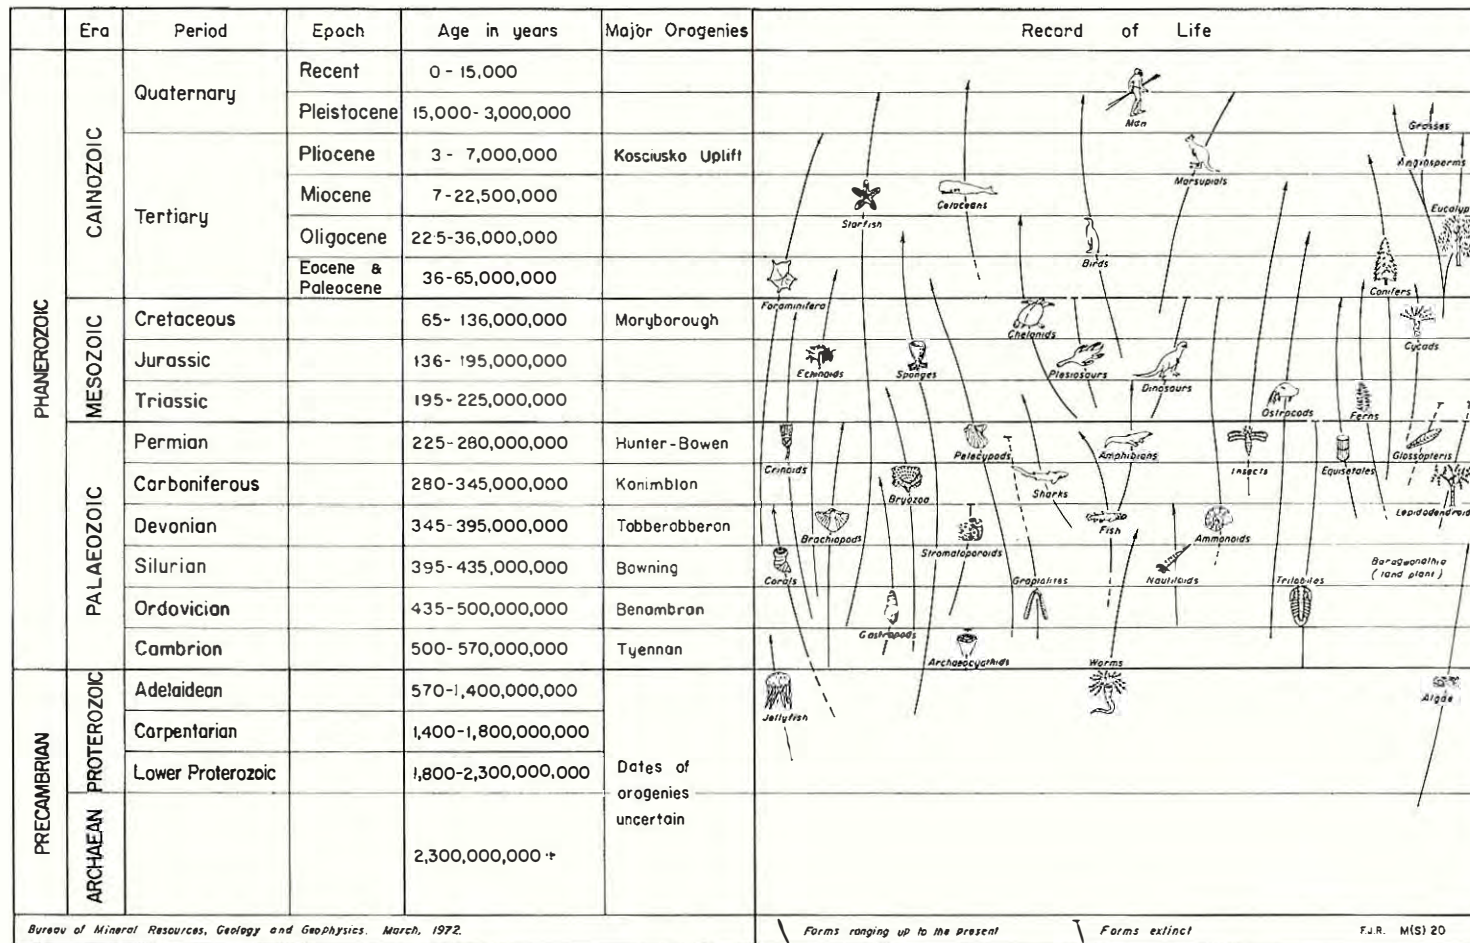 Era Period Epoch Age in years Major Orogenies Record of Life
PHANEROZOIC
CAINOZOIC
Quaternary
Recent 0 - 15,000
Pleistocene 15,000 - 3,000,000
Tertiary
Pliocene 3 - 7,000,000 Kosciusko Uplift
Miocene 7 - 22,500,000
Oligocene 22·5-36,000,000
Eocene &
Paleocene
36-65,000,000
MESOZOIC
Cretaceous 65 - 136,000,000 Moryborough
Jurassic 136 - 195,000,000
Triassic 195 - 225,000,000
PALAEOZOIC
Permian 225 - 280,000,000 Hunter-Bowen
Carboniferous 280 - 345,000,000 Konimblon
Devonian 345 - 395,000,000 Tobberobberon
Silurian 395 - 435,000,000 Bowning
Ordovician 435 - 500,000,000 Benambran
Cambrion 500 - 570,000,000 Tyennan
PRECAMBRIAN
PROTEROZOIC
Adelaidean 570-1,400,000,000
Carpentarian 1,400-1,800,000,000
Lower Proterozoic 1,800-2,300,000,000
Dates of
orogenies
uncertain
ARCHAEAN
2,300,000,000 +
Man
Grasses
Angiosperms
Marsupials
Cetaceans
Starfish
Eucalyp
Birds
Conifers
Foraminifera
Chelonids
Cycads
Echinoids
Sponges
Plesiosaurs
Dinosaurs
Ostracods
Ferns
Crinoids
Pelecypods
Amphibians
Insects
Equisetales
Glossopteris
Bryozoa
Sharks
Lepidodendroid
Brachiopods
Stromatoporoids
Fish
Ammonoids
Corals
Graptolites
Nautiloids
Trilobites
Baragwanathia
(land plant)
Gastropods
Archaeocyathids
Worms
Jellyfish
Algae
Bureau of Mineral Resources, Geology and Geophysics. March, 1972.
Forms ranging up to the present
Forms extinct
F.J.R. M(S) 20